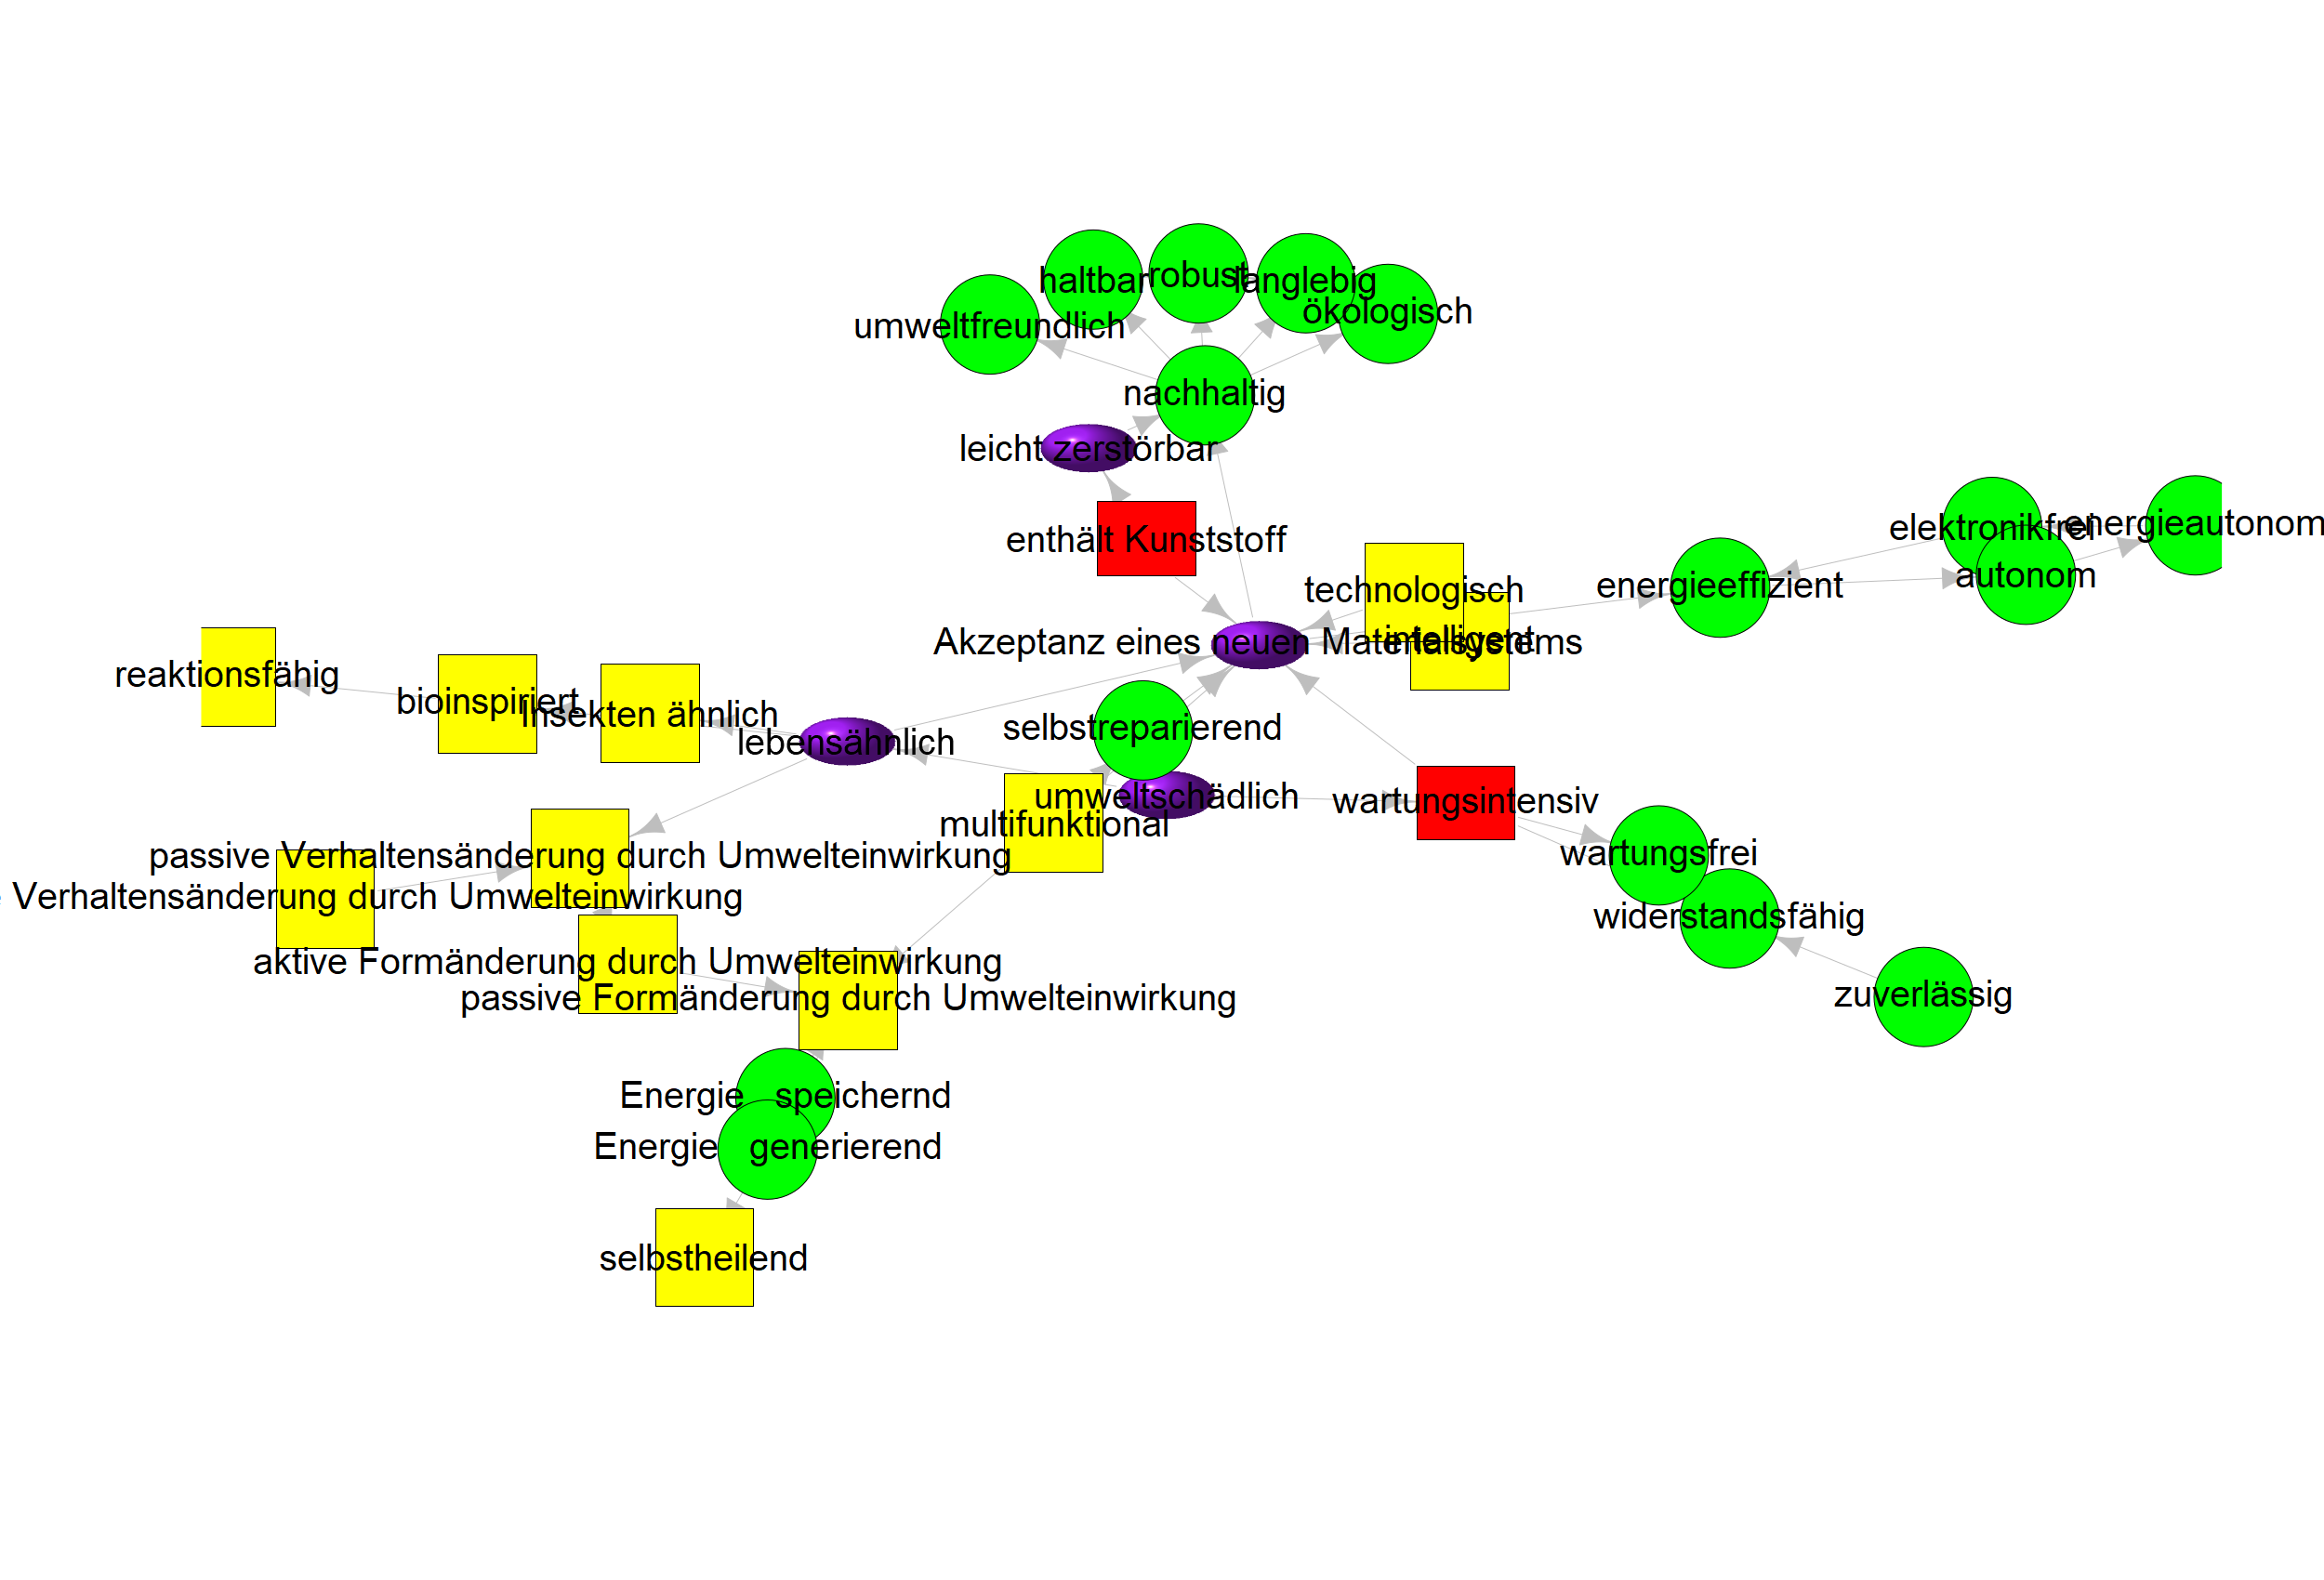 haltbar
robust
langlebig
ökologisch
umweltfreundlich
nachhaltig
leicht zerstörbar
enthält Kunststoff
elektronikfrei
energieautonom
technologisch
energieeffizient
autonom
Akzeptanz eines neuen Materialsystems
intelligent
reaktionsfähig
bioinspiriert
Insekten ähnlich
lebensähnlich
selbstreparierend
umweltschädlich
wartungsintensiv
multifunktional
passive Verhaltensänderung durch Umwelteinwirkung
wartungsfrei
Verhaltensänderung durch Umwelteinwirkung
widerstandsfähig
aktive Formänderung durch Umwelteinwirkung
passive Formänderung durch Umwelteinwirkung
zuverlässig
Energie speichernd
Energie generierend
selbstheilend